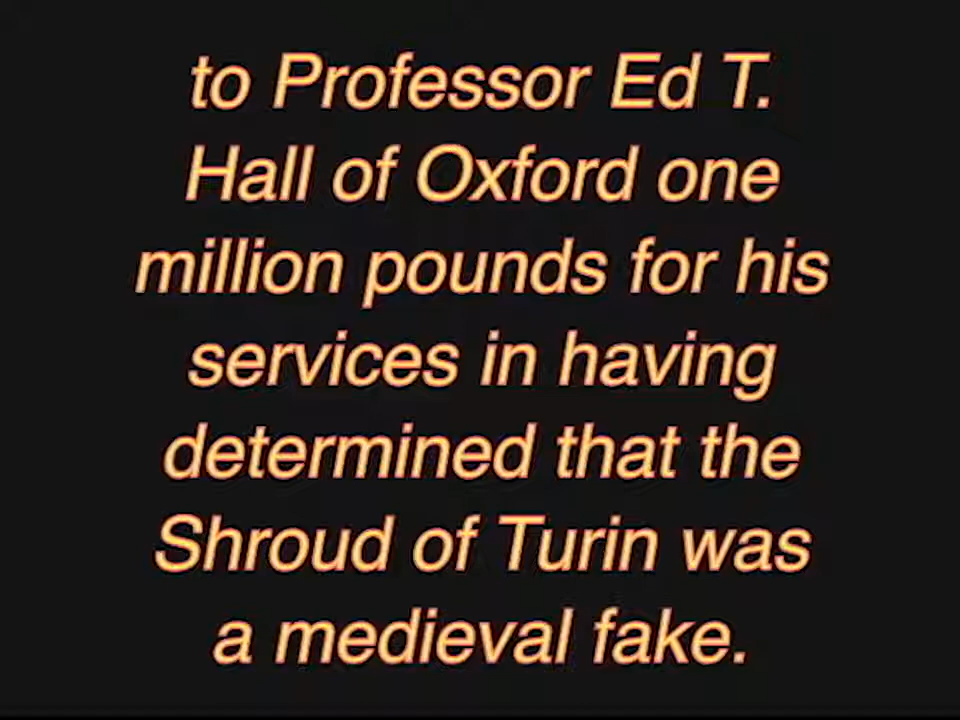 to Professor Ed T.
Hall of Oxford one
million pounds for his
services in having
determined that the
Shroud of Turin was
a medieval fake.